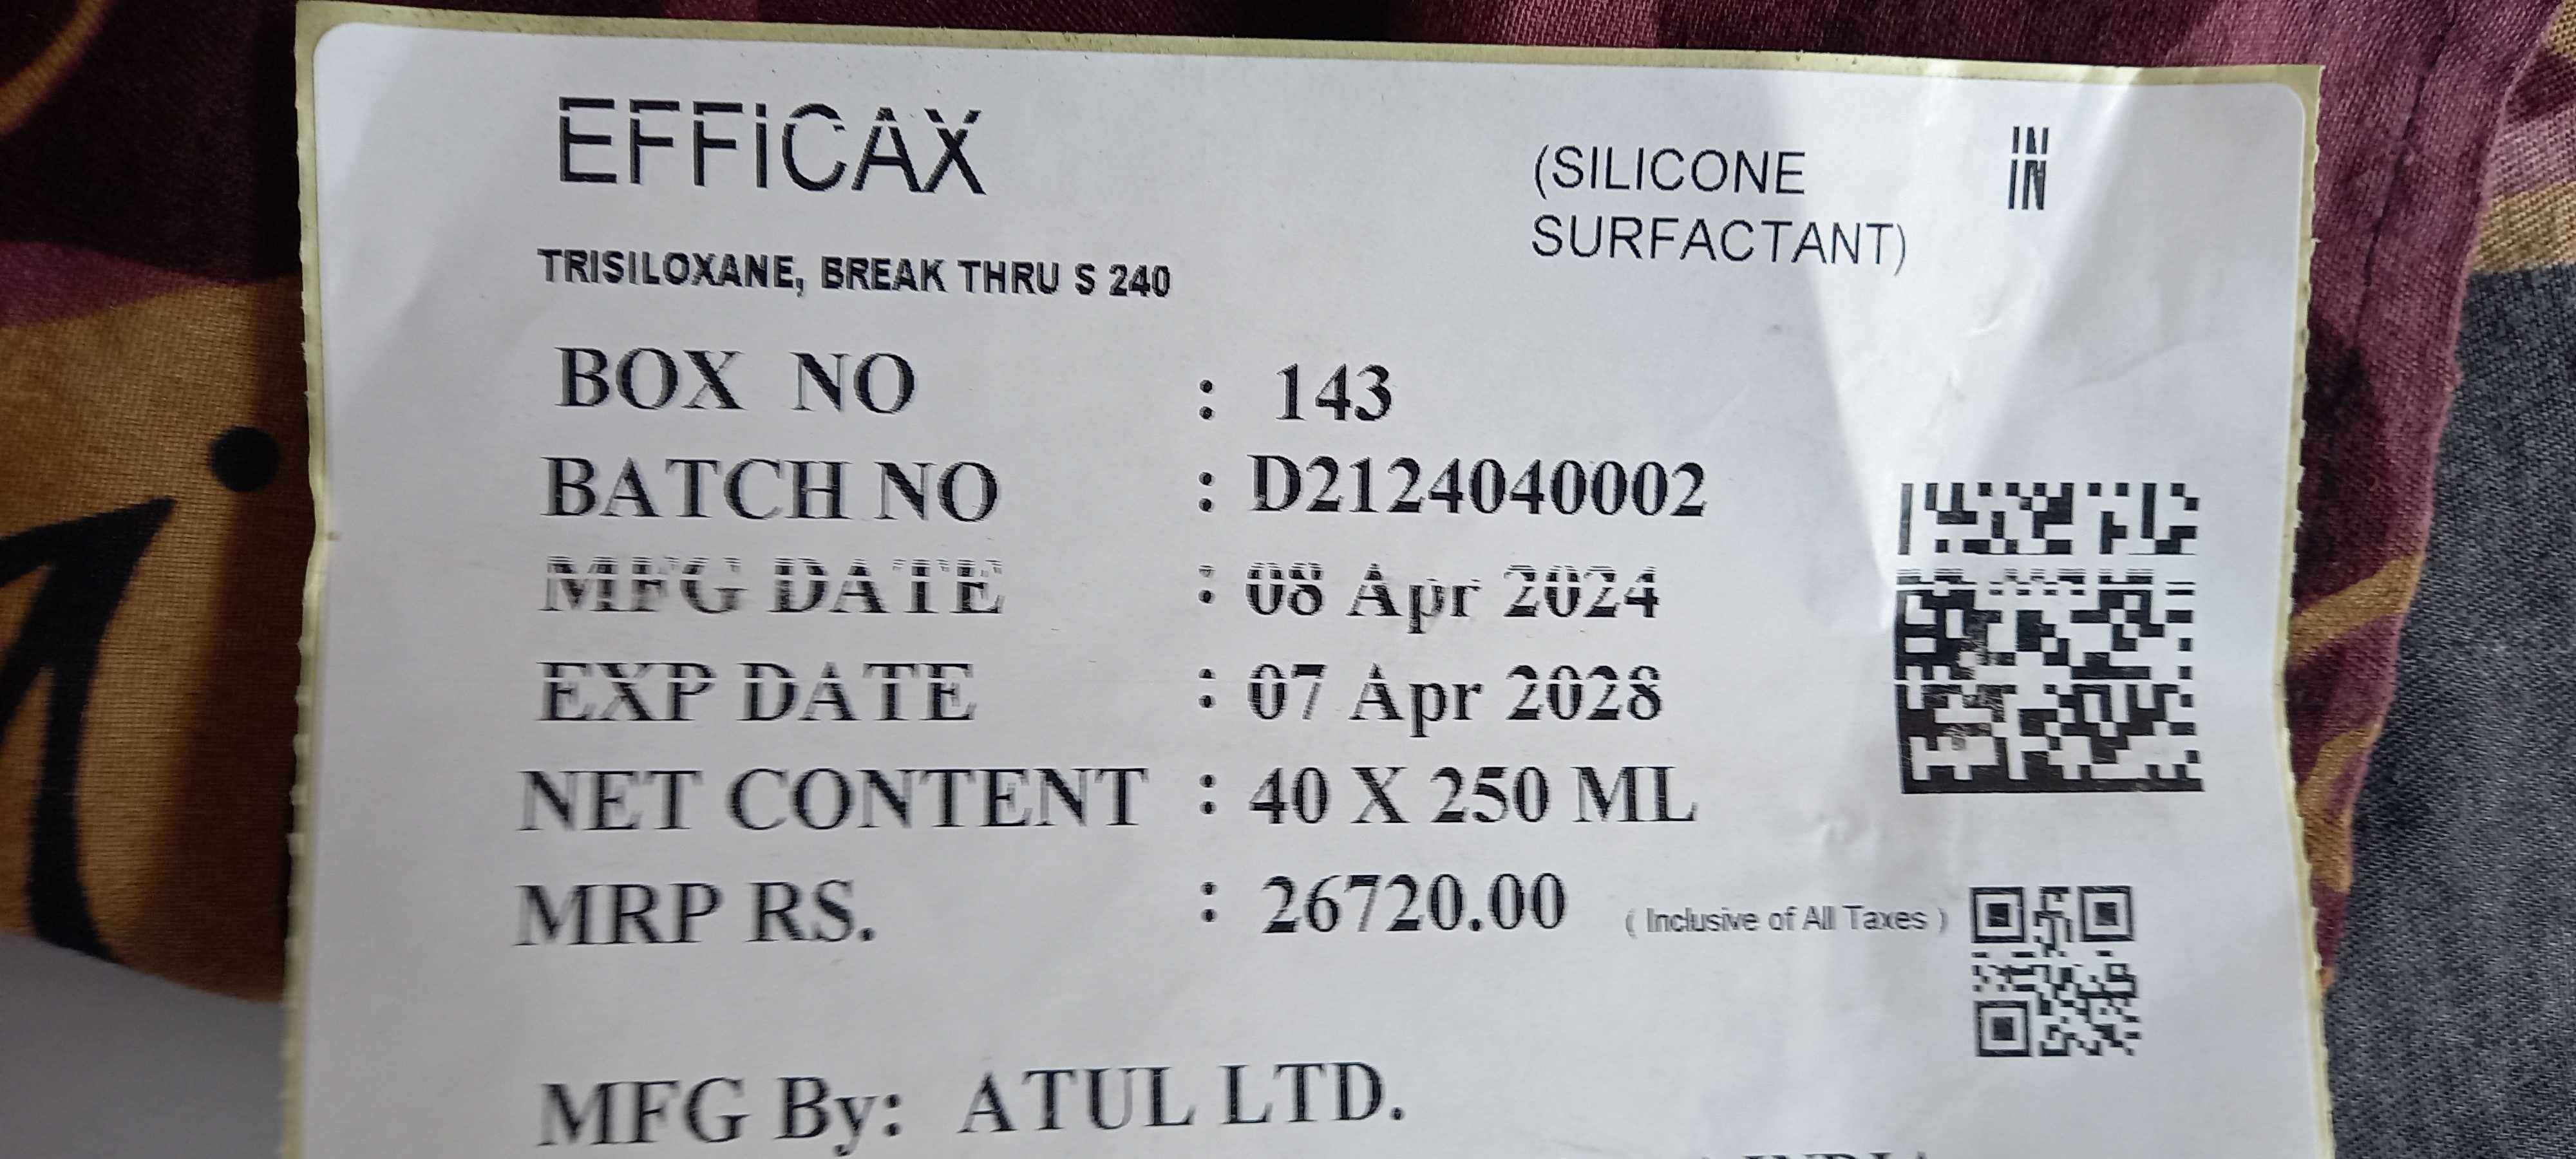 EFFICAX
(SILICONE
SURFACTANT)
IN
TRISILOXANE, BREAK THRU S 240
BOX NO : 143
BATCH NO : D2124040002
MFG DATE : 08 Apr 2024
EXP DATE : 07 Apr 2028
NET CONTENT : 40 X 250 ML
MRP RS. : 26720.00 ( Inclusive of All Taxes )
MFG By: ATUL LTD.